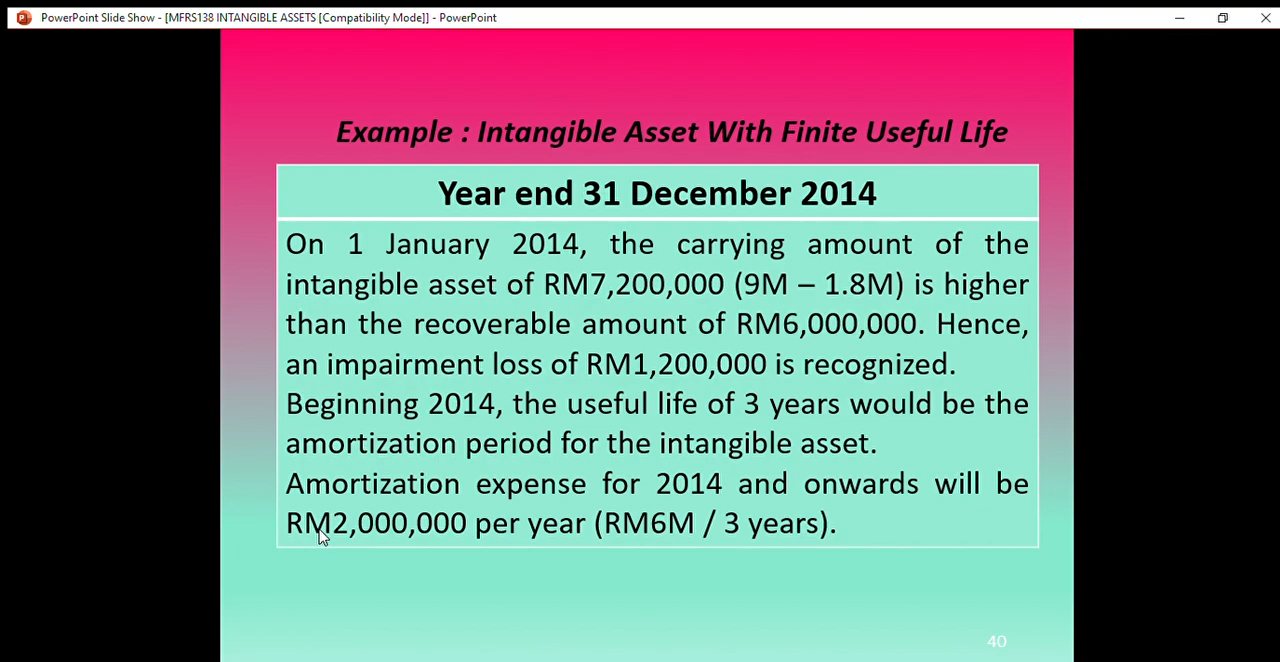 PowerPoint Slide Show - [MFRS138 INTANGIBLE ASSETS [Compatibility Mode]] - PowerPoint
Example : Intangible Asset With Finite Useful Life
Year end 31 December 2014
On 1 January 2014, the carrying amount of the
intangible asset of RM7,200,000 (9M – 1.8M) is higher
than the recoverable amount of RM6,000,000. Hence,
an impairment loss of RM1,200,000 is recognized.
Beginning 2014, the useful life of 3 years would be the
amortization period for the intangible asset.
Amortization expense for 2014 and onwards will be
RM2,000,000 per year (RM6M / 3 years).
40